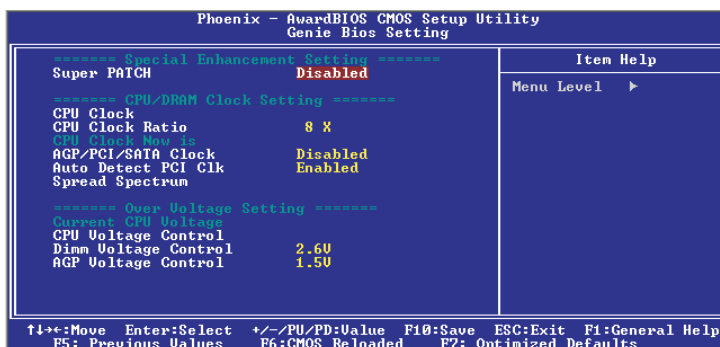 Phoenix - AwardBIOS CMOS Setup Utility
Genie Bios Setting
======= Special Enhancement Setting =======
Super PATCH Disabled
======= CPU/DRAM Clock Setting =======
CPU Clock
CPU Clock Ratio 8 X
CPU Clock Now is
AGP/PCI/SATA Clock Disabled
Auto Detect PCI Clk Enabled
Spread Spectrum
======= Over Voltage Setting =======
Current CPU Voltage
CPU Voltage Control
Dimm Voltage Control 2.6V
AGP Voltage Control 1.5V
Item Help
Menu Level ▶
↑↓→←:Move Enter:Select +/-/PU/PD:Value F10:Save ESC:Exit F1:General Help
F5: Previous Values F6:CMOS Reloaded F7: Optimized Defaults